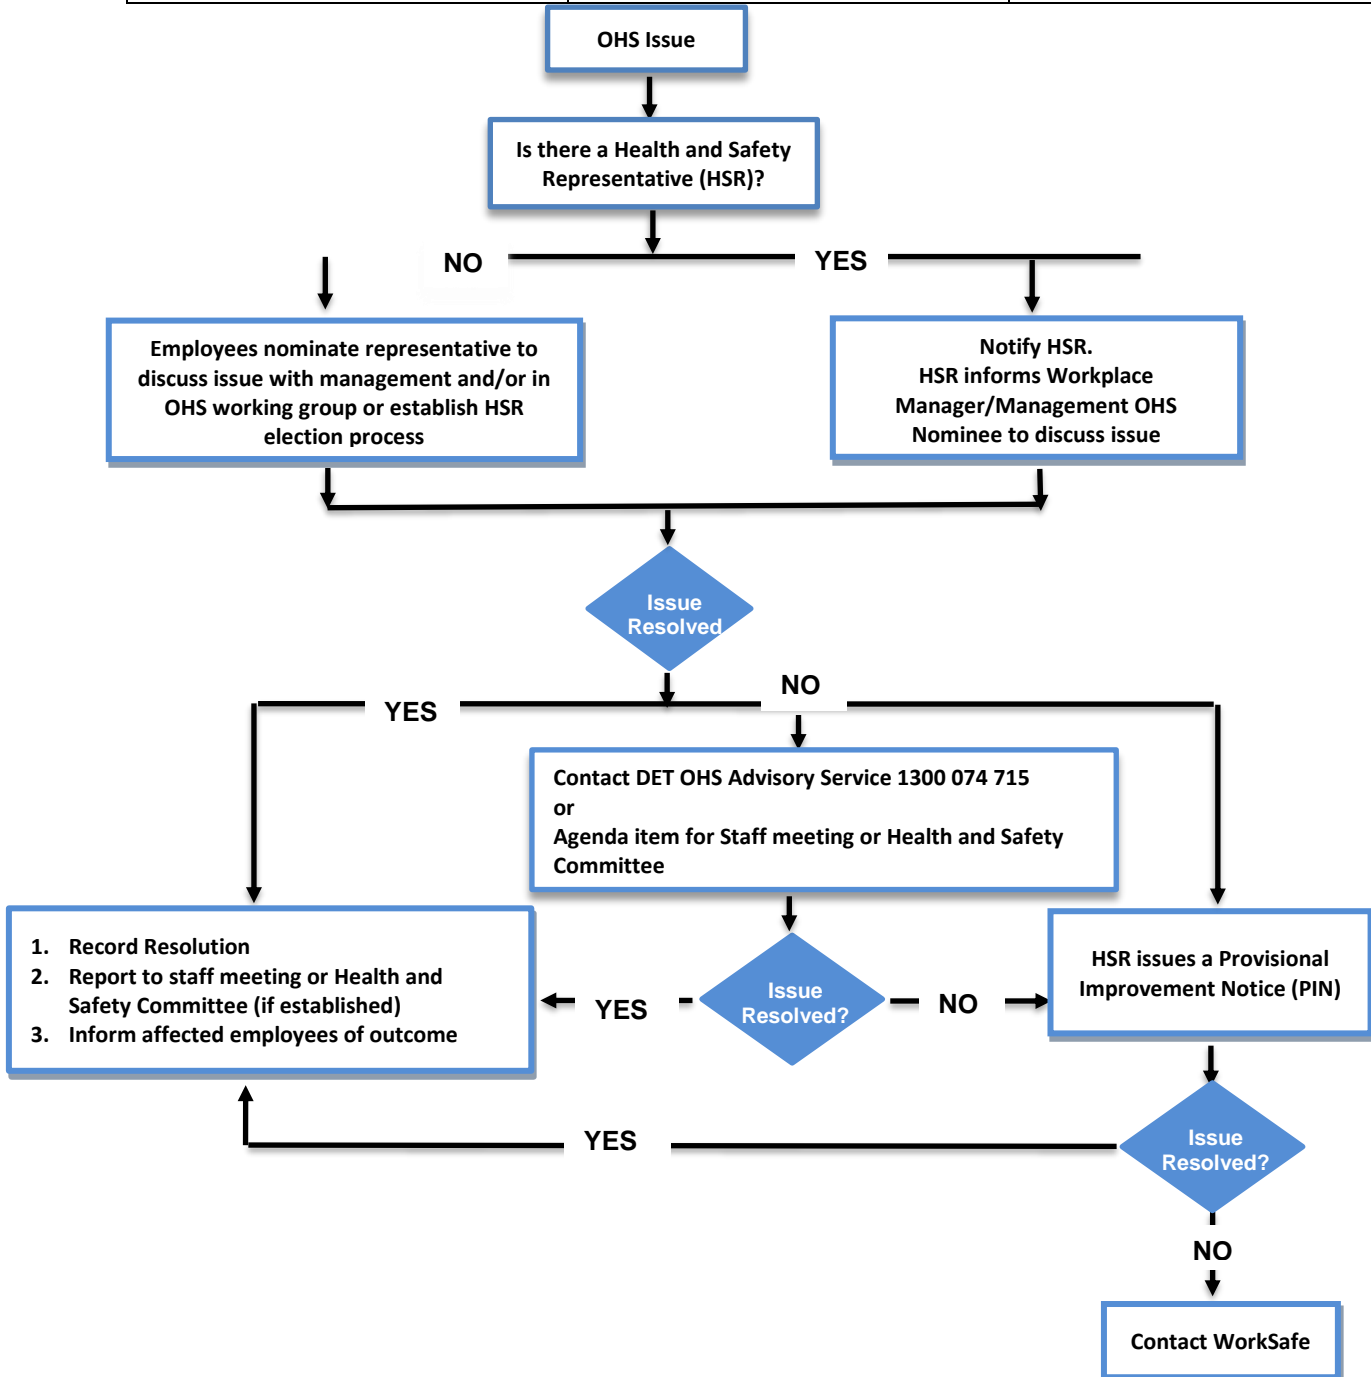 OHS Issue
Is there a Health and Safety
Representative (HSR)?
NO
YES
Employees nominate representative to
discuss issue with management and/or in
OHS working group or establish HSR
election process
Notify HSR.
HSR informs Workplace
Manager/Management OHS
Nominee to discuss issue
Issue
Resolved
YES
NO
Contact DET OHS Advisory Service 1300 074 715
or
Agenda item for Staff meeting or Health and Safety
Committee
1. Record Resolution
2. Report to staff meeting or Health and
Safety Committee (if established)
3. Inform affected employees of outcome
YES
Issue
Resolved?
NO
HSR issues a Provisional
Improvement Notice (PIN)
YES
Issue
Resolved?
NO
Contact WorkSafe